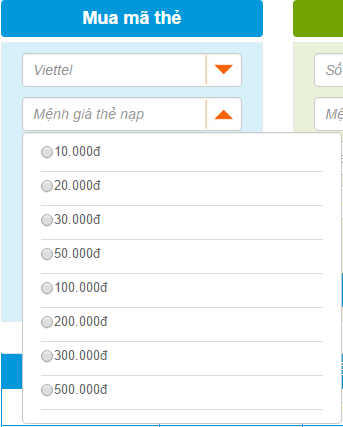 Mua mã thẻ
Viettel
Số
Mệnh giá thẻ nạp
Mệ
10.000đ
20.000đ
30.000đ
50.000đ
100.000đ
200.000đ
300.000đ
500.000đ